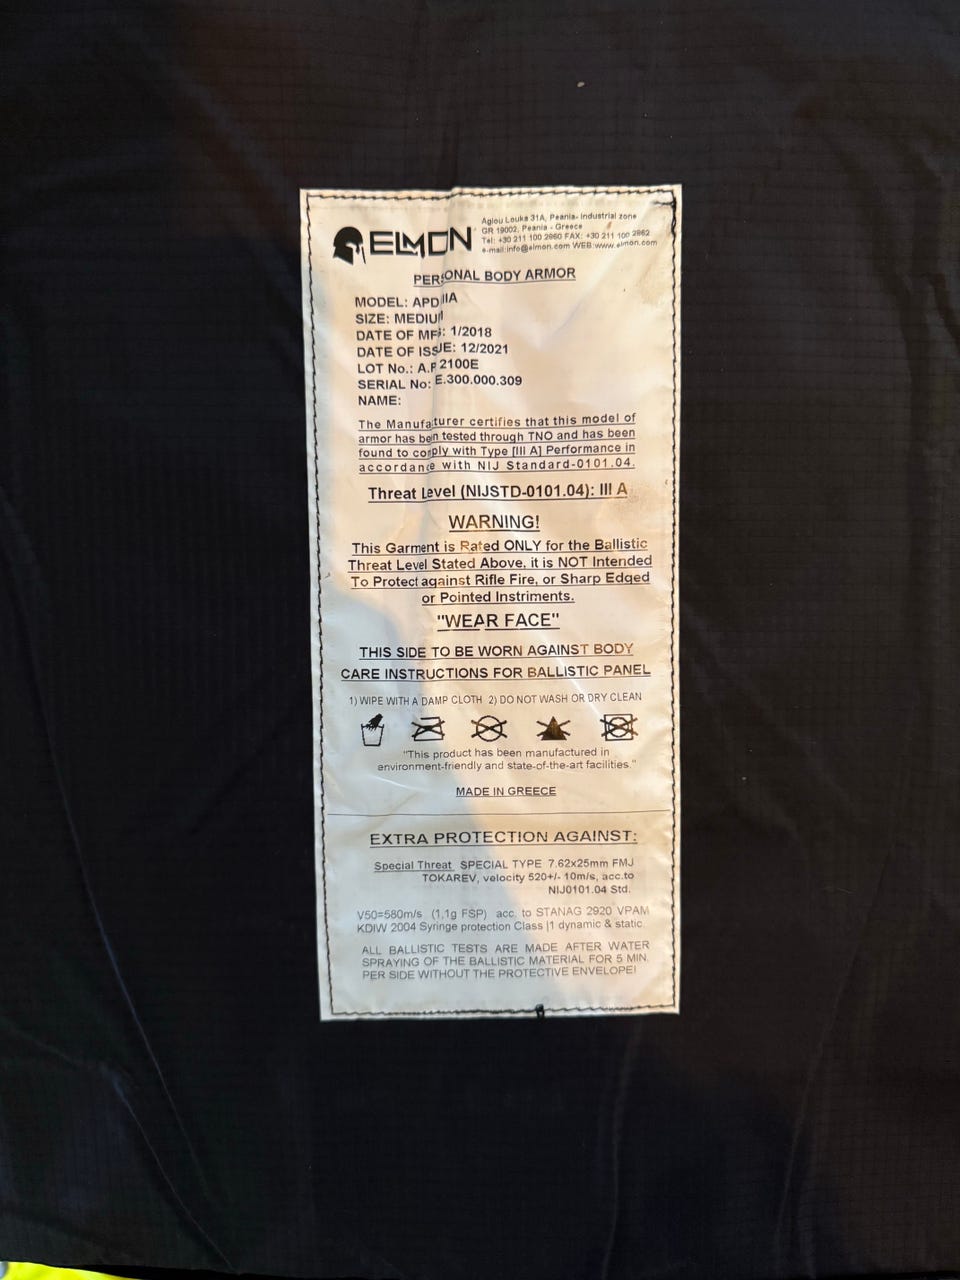 ELMON
Agiou Louka 31A, Peania- Industrial zone
GR 19002, Peania - Greece
Tel: +30 211 100 2860 FAX: +30 211 100 2862
e-mail:info@elmon.com WEB:www.elmon.com
PERSONAL BODY ARMOR
MODEL: APD IIIA
SIZE: MEDIUM
DATE OF MFG: 1/2018
DATE OF ISSUE: 12/2021
LOT No.: 2100E
SERIAL No: E.300.000.309
NAME:
The Manufacturer certifies that this model of
armor has been tested through TNO and has been
found to comply with Type [III A] Performance in
accordance with NIJ Standard-0101.04.
Threat Level (NIJSTD-0101.04): III A
WARNING!
This Garment is Rated ONLY for the Ballistic
Threat Level Stated Above, it is NOT Intended
To Protect against Rifle Fire, or Sharp Edged
or Pointed Instriments.
"WEAR FACE"
THIS SIDE TO BE WORN AGAINST BODY
CARE INSTRUCTIONS FOR BALLISTIC PANEL
1) WIPE WITH A DAMP CLOTH 2) DO NOT WASH OR DRY CLEAN
"This product has been manufactured in
environment-friendly and state-of-the-art facilities."
MADE IN GREECE
EXTRA PROTECTION AGAINST:
Special Threat SPECIAL TYPE 7.62x25mm FMJ
TOKAREV, velocity 520+/- 10m/s, acc.to
NIJ0101.04 Std.
V50=580m/s (1,1g FSP) acc. to STANAG 2920 VPAM
KDIW 2004 Syringe protection Class |1 dynamic & static.
ALL BALLISTIC TESTS ARE MADE AFTER WATER
SPRAYING OF THE BALLISTIC MATERIAL FOR 5 MIN.
PER SIDE WITHOUT THE PROTECTIVE ENVELOPE!